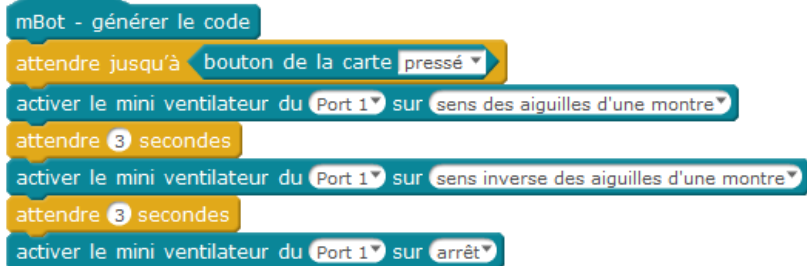 mBot - générer le code
attendre jusqu'à bouton de la carte pressé
activer le mini ventilateur du Port 1 sur sens des aiguilles d'une montre
attendre 3 secondes
activer le mini ventilateur du Port 1 sur sens inverse des aiguilles d'une montre
attendre 3 secondes
activer le mini ventilateur du Port 1 sur arrêt